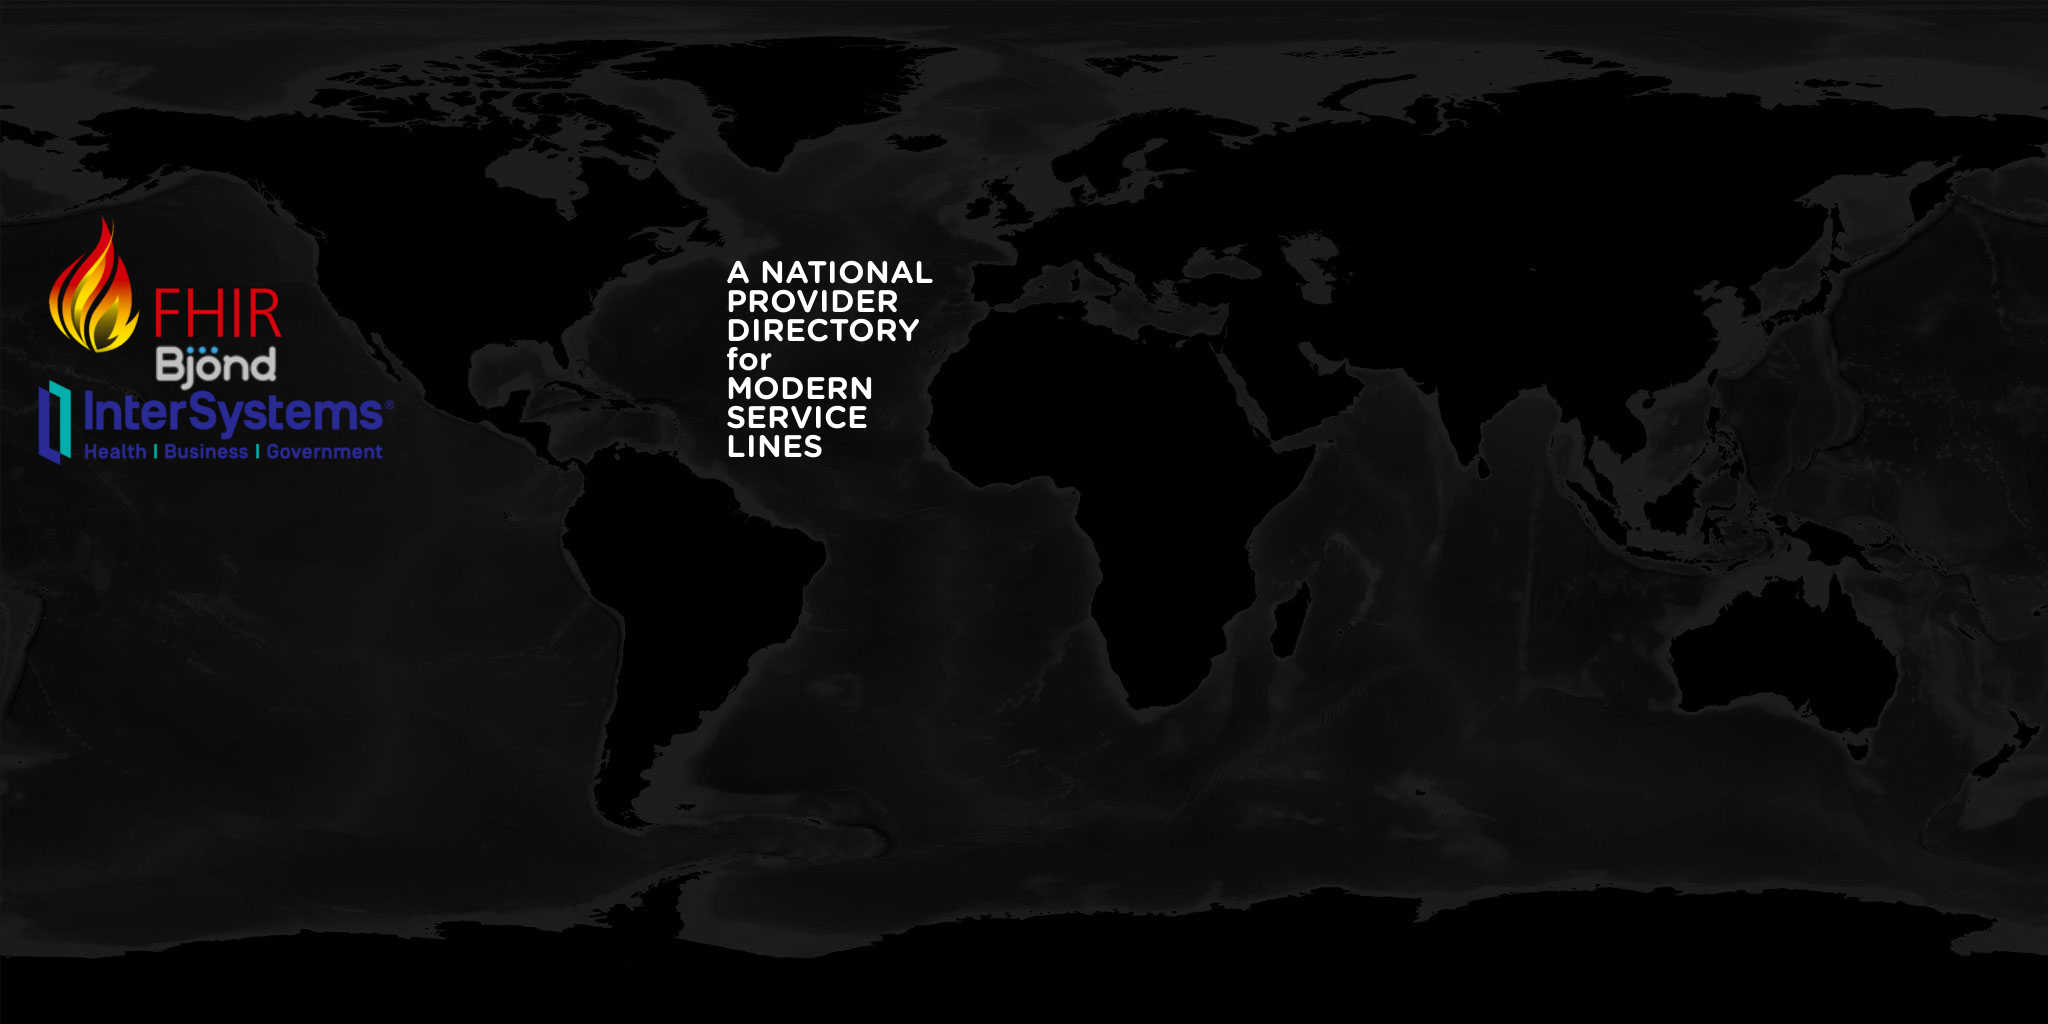 FHIR
Bjönd
InterSystems®
Health | Business | Government
A NATIONAL
PROVIDER
DIRECTORY
for
MODERN
SERVICE
LINES